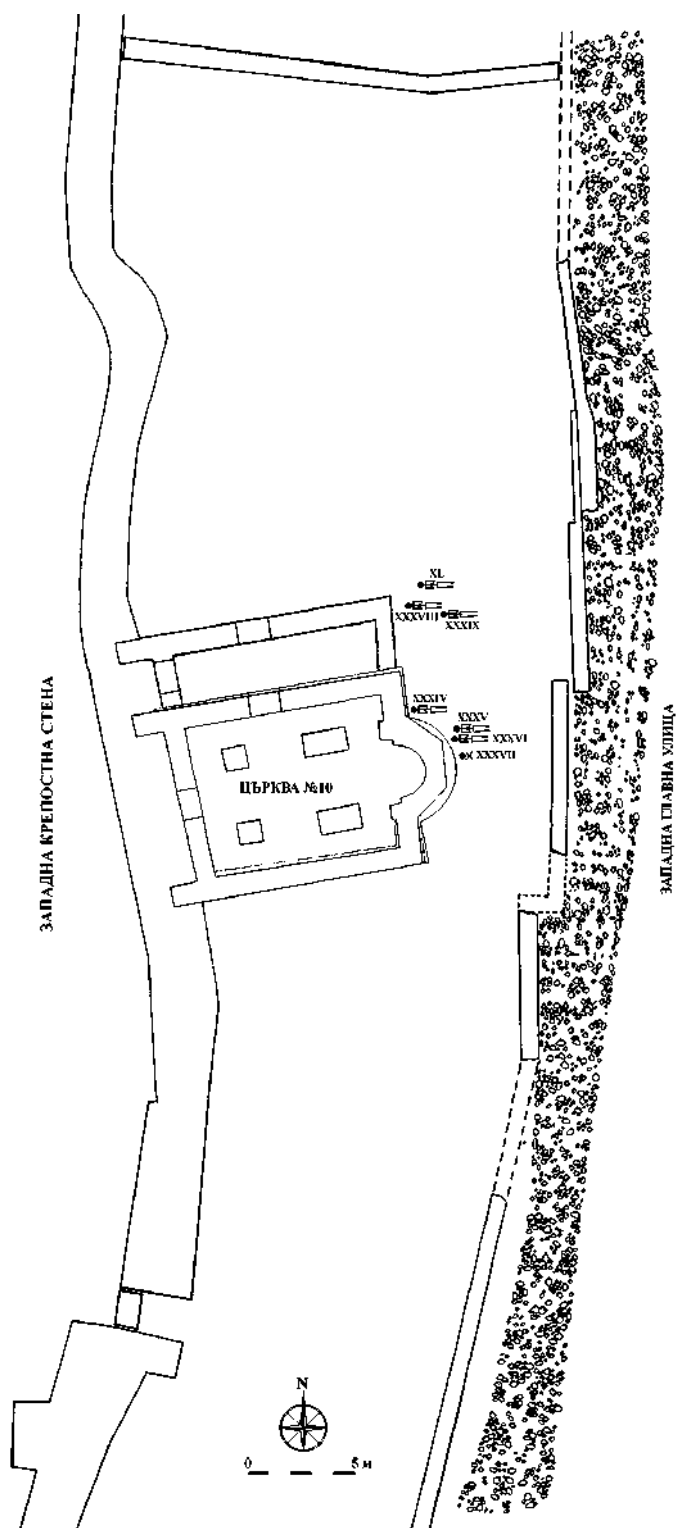 XL
XXXVIII
XXXIX
XXXIV
XXXV
XXXVI
XXXVII
ЦЪРКВА №10
ЗАПАДНА КРЕПОСТНА СТЕНА
ЗАПАДНА ГЛАВНА УЛИЦА
N
0 5 м